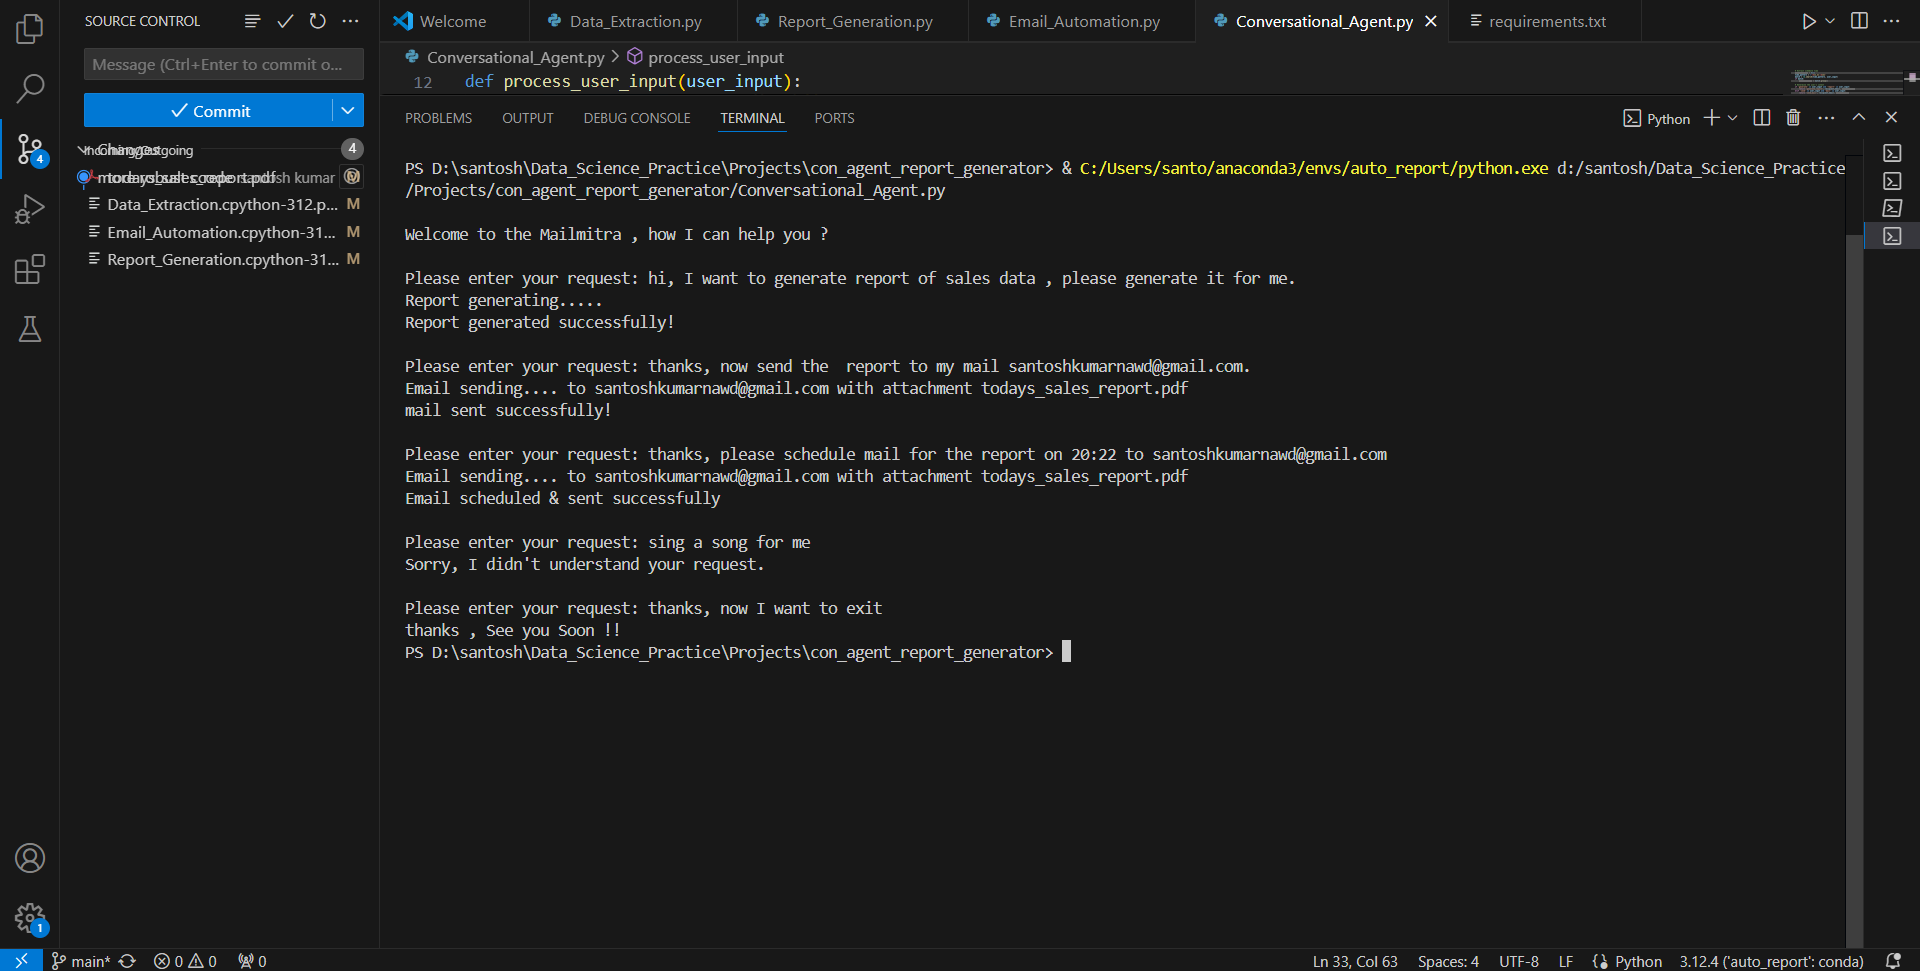 SOURCE CONTROL
Message (Ctrl+Enter to commit o...
Commit
Changes
4
todays_sales_report.pdf
Data_Extraction.cpython-312.p... M
Email_Automation.cpython-31... M
Report_Generation.cpython-31... M
4
1
Welcome
Data_Extraction.py
Report_Generation.py
Email_Automation.py
Conversational_Agent.py
requirements.txt
Conversational_Agent.py > process_user_input
12 def process_user_input(user_input):
PROBLEMS OUTPUT DEBUG CONSOLE TERMINAL PORTS
Python
PS D:\santosh\Data_Science_Practice\Projects\con_agent_report_generator> & C:/Users/santo/anaconda3/envs/auto_report/python.exe d:/santosh/Data_Science_Practice
/Projects/con_agent_report_generator/Conversational_Agent.py
Welcome to the Mailmitra , how I can help you ?
Please enter your request: hi, I want to generate report of sales data , please generate it for me.
Report generating.....
Report generated successfully!
Please enter your request: thanks, now send the  report to my mail santoshkumarnawd@gmail.com.
Email sending.... to santoshkumarnawd@gmail.com with attachment todays_sales_report.pdf
mail sent successfully!
Please enter your request: thanks, please schedule mail for the report on 20:22 to santoshkumarnawd@gmail.com
Email sending.... to santoshkumarnawd@gmail.com with attachment todays_sales_report.pdf
Email scheduled & sent successfully
Please enter your request: sing a song for me
Sorry, I didn't understand your request.
Please enter your request: thanks, now I want to exit
thanks , See you Soon !!
PS D:\santosh\Data_Science_Practice\Projects\con_agent_report_generator>
main* 0 0 0
Ln 33, Col 63 Spaces: 4 UTF-8 LF Python 3.12.4 ('auto_report': conda)